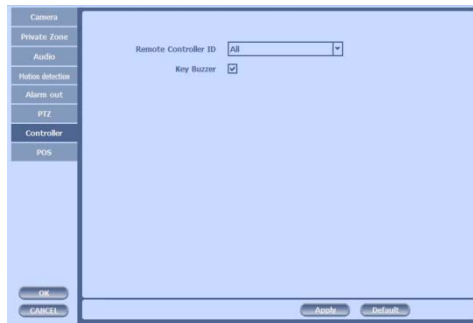 Camera
Private Zone
Audio
Motion detection
Alarm out
PTZ
Controller
POS
Remote Controller ID All
Key Buzzer
OK
CANCEL
Apply
Default